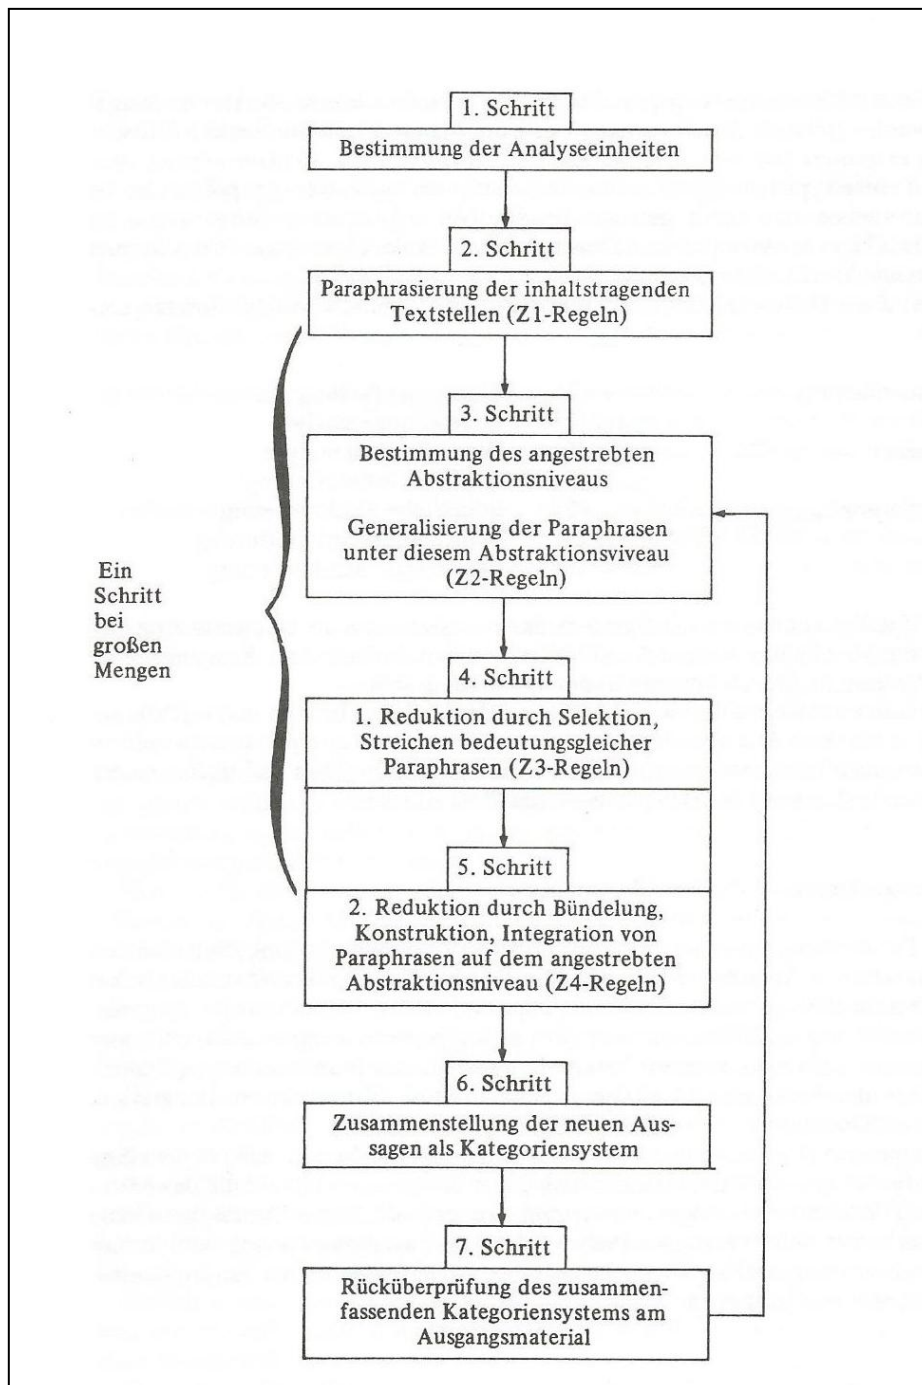 1. Schritt
Bestimmung der Analyseeinheiten
2. Schritt
Paraphrasierung der inhaltstragenden
Textstellen (Z1-Regeln)
3. Schritt
Bestimmung des angestrebten
Abstraktionsniveaus
Generalisierung der Paraphrasen
unter diesem Abstraktionsviveau
(Z2-Regeln)
Ein
Schritt
bei
großen
Mengen
4. Schritt
1. Reduktion durch Selektion,
Streichen bedeutungsgleicher
Paraphrasen (Z3-Regeln)
5. Schritt
2. Reduktion durch Bündelung,
Konstruktion, Integration von
Paraphrasen auf dem angestrebten
Abstraktionsniveau (Z4-Regeln)
6. Schritt
Zusammenstellung der neuen Aus-
sagen als Kategoriensystem
7. Schritt
Rücküberprüfung des zusammen-
fassenden Kategoriensystems am
Ausgangsmaterial